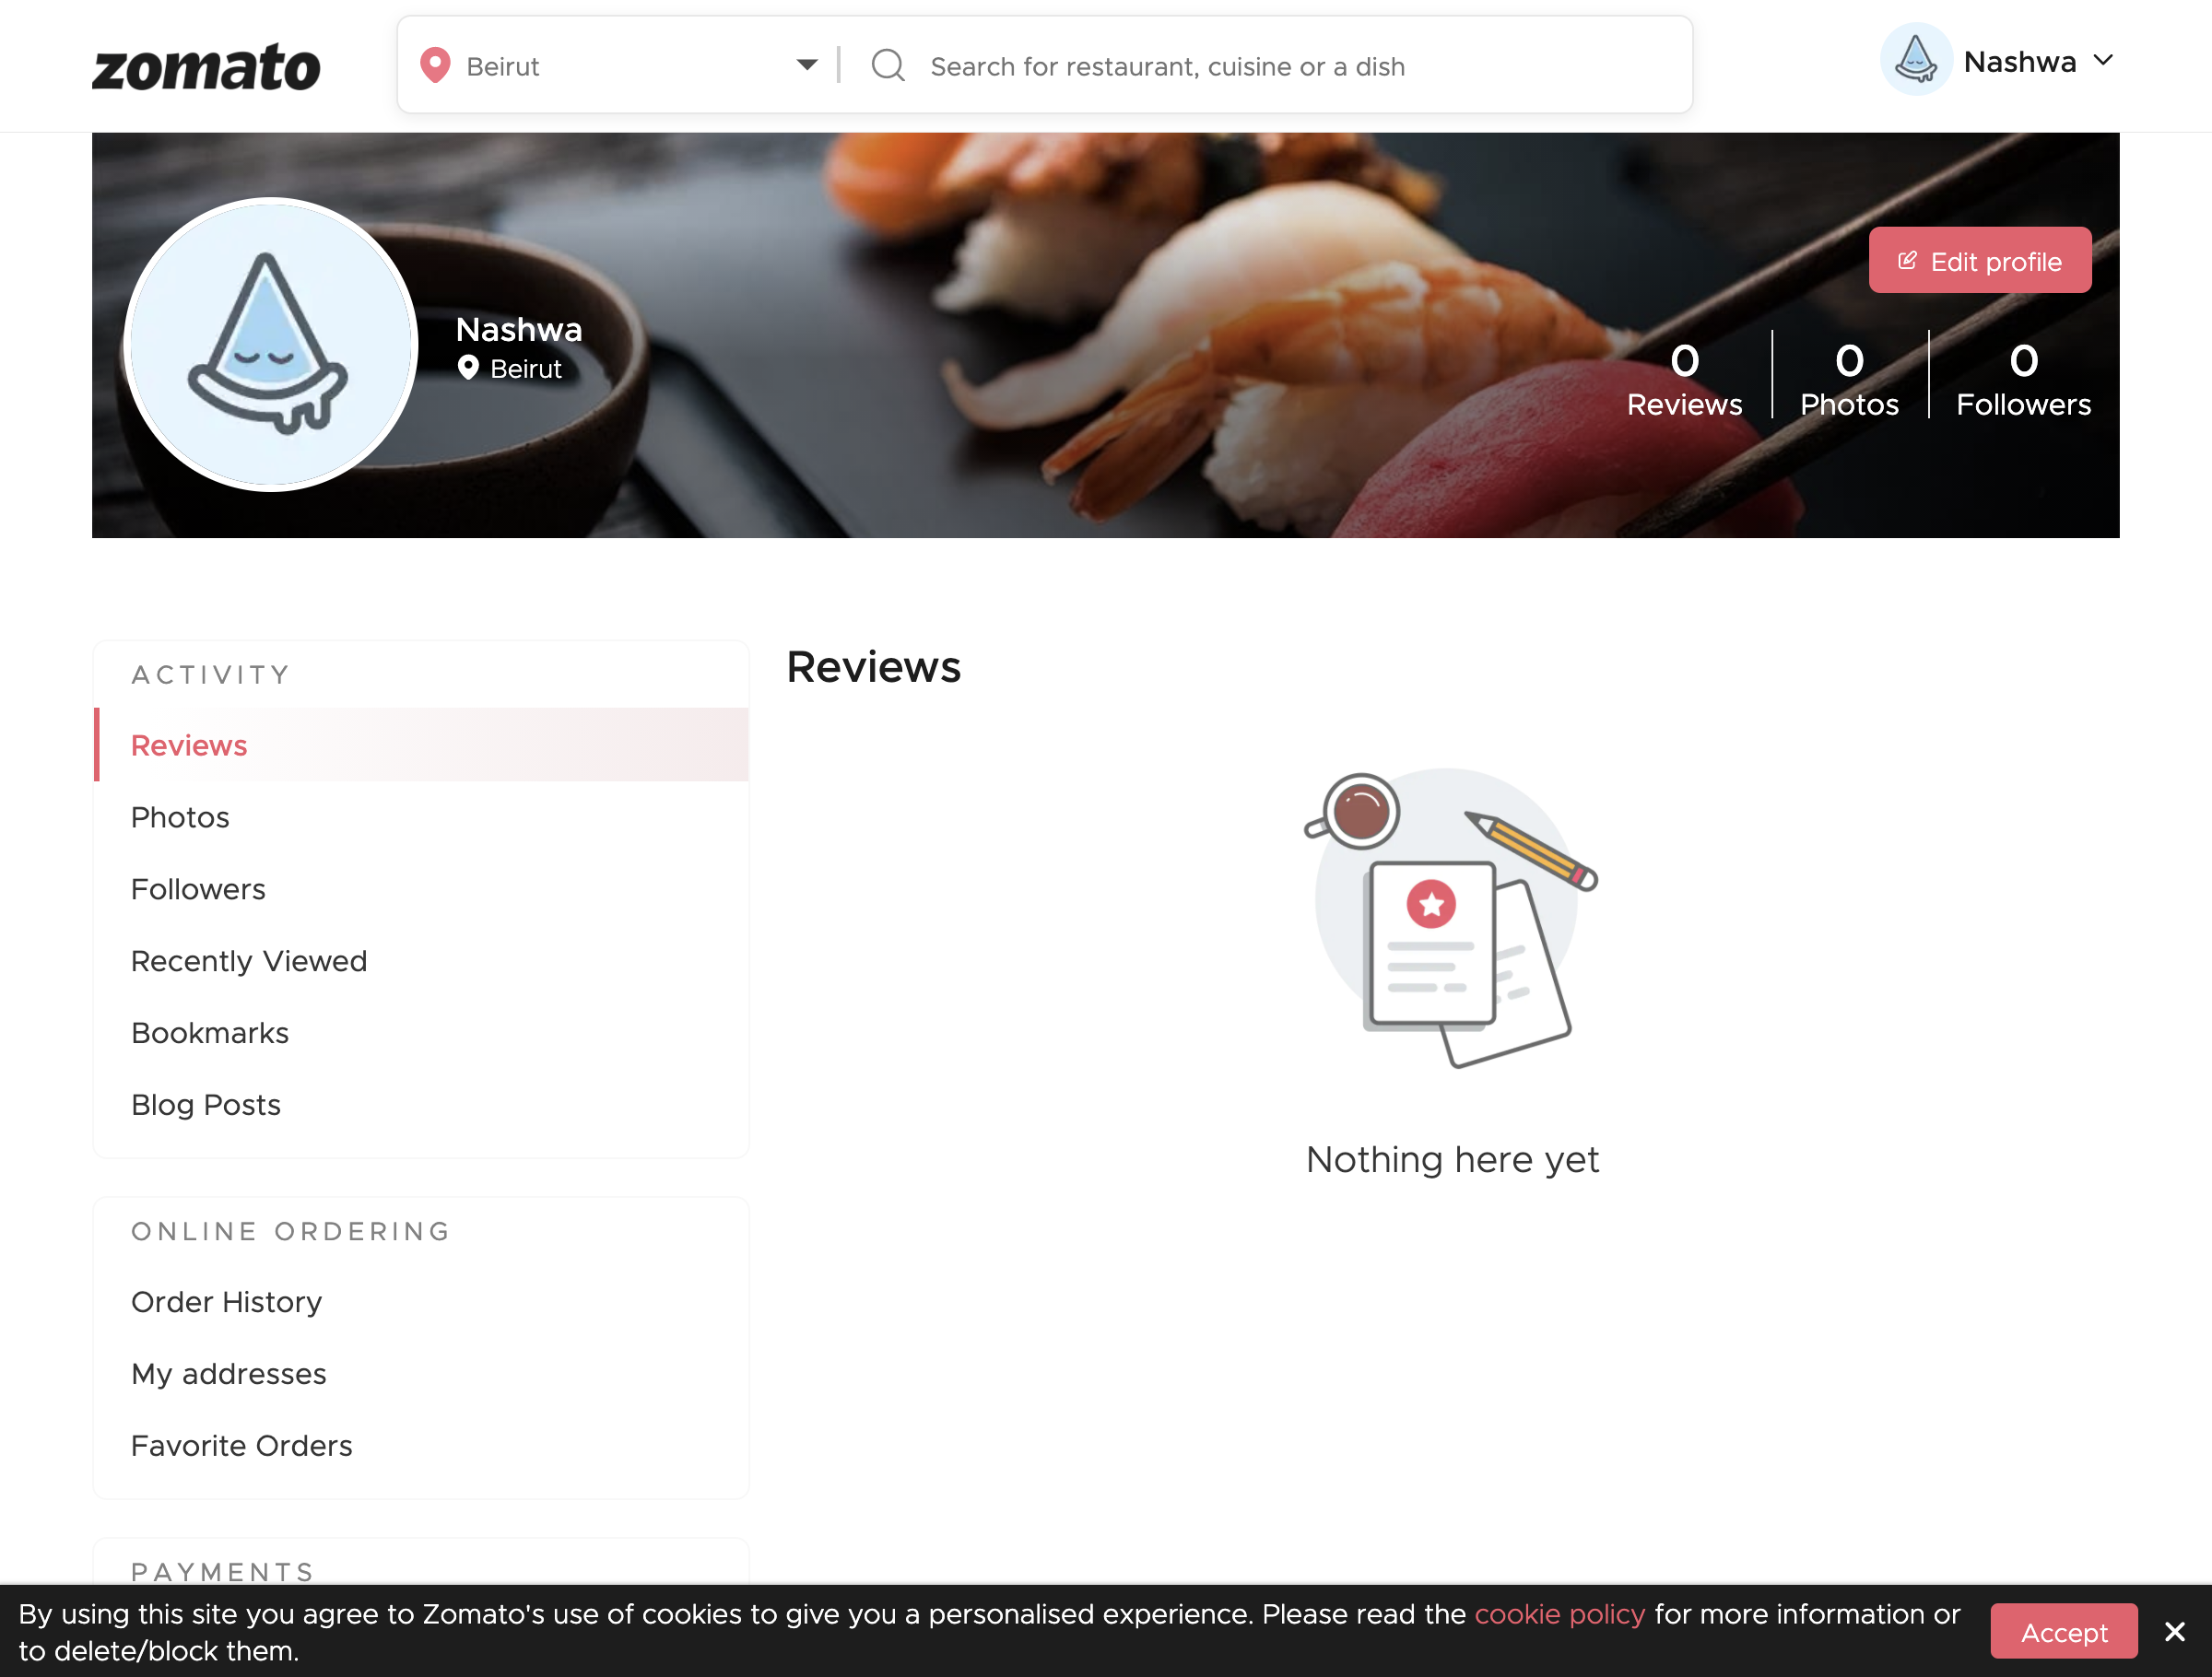 zomato
Beirut
Search for restaurant, cuisine or a dish
Nashwa
Edit profile
Nashwa
Beirut
0
Reviews
0
Photos
0
Followers
ACTIVITY
Reviews
Photos
Followers
Recently Viewed
Bookmarks
Blog Posts
Reviews
Nothing here yet
ONLINE ORDERING
Order History
My addresses
Favorite Orders
PAYMENTS
By using this site you agree to Zomato's use of cookies to give you a personalised experience. Please read the cookie policy for more information or
to delete/block them.
Accept